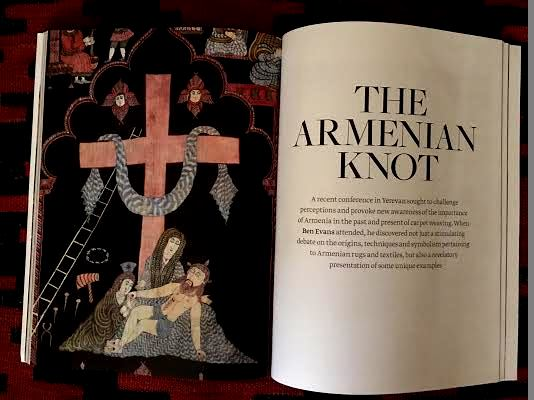 THE
ARMENIAN
KNOT
A recent conference in Yerevan sought to challenge
perceptions and provoke new awareness of the importance
of Armenia in the past and present of carpet weaving. When
Ben Evans attended, he discovered not just a stimulating
debate on the origins, techniques and symbolism pertaining
to Armenian rugs and textiles, but also a revelatory
presentation of some unique examples